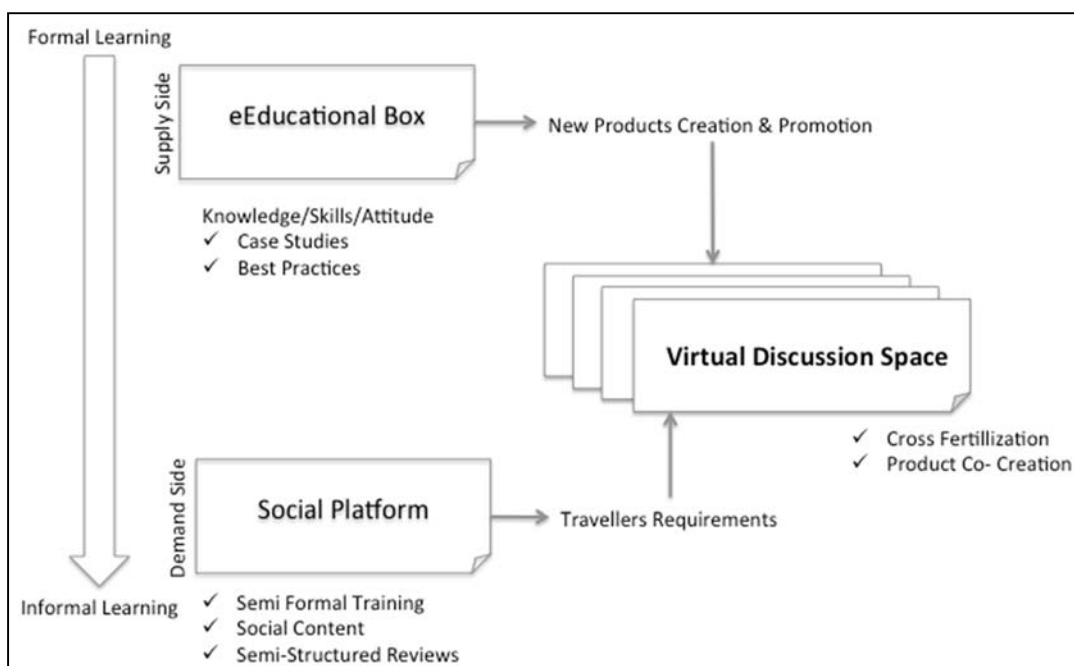 Formal Learning
Supply Side
eEducational Box
New Products Creation & Promotion
Knowledge/Skills/Attitude
✓ Case Studies
✓ Best Practices
Virtual Discussion Space
✓ Cross Fertillization
✓ Product Co- Creation
Demand Side
Social Platform
Travellers Requirements
Informal Learning
✓ Semi Formal Training
✓ Social Content
✓ Semi-Structured Reviews